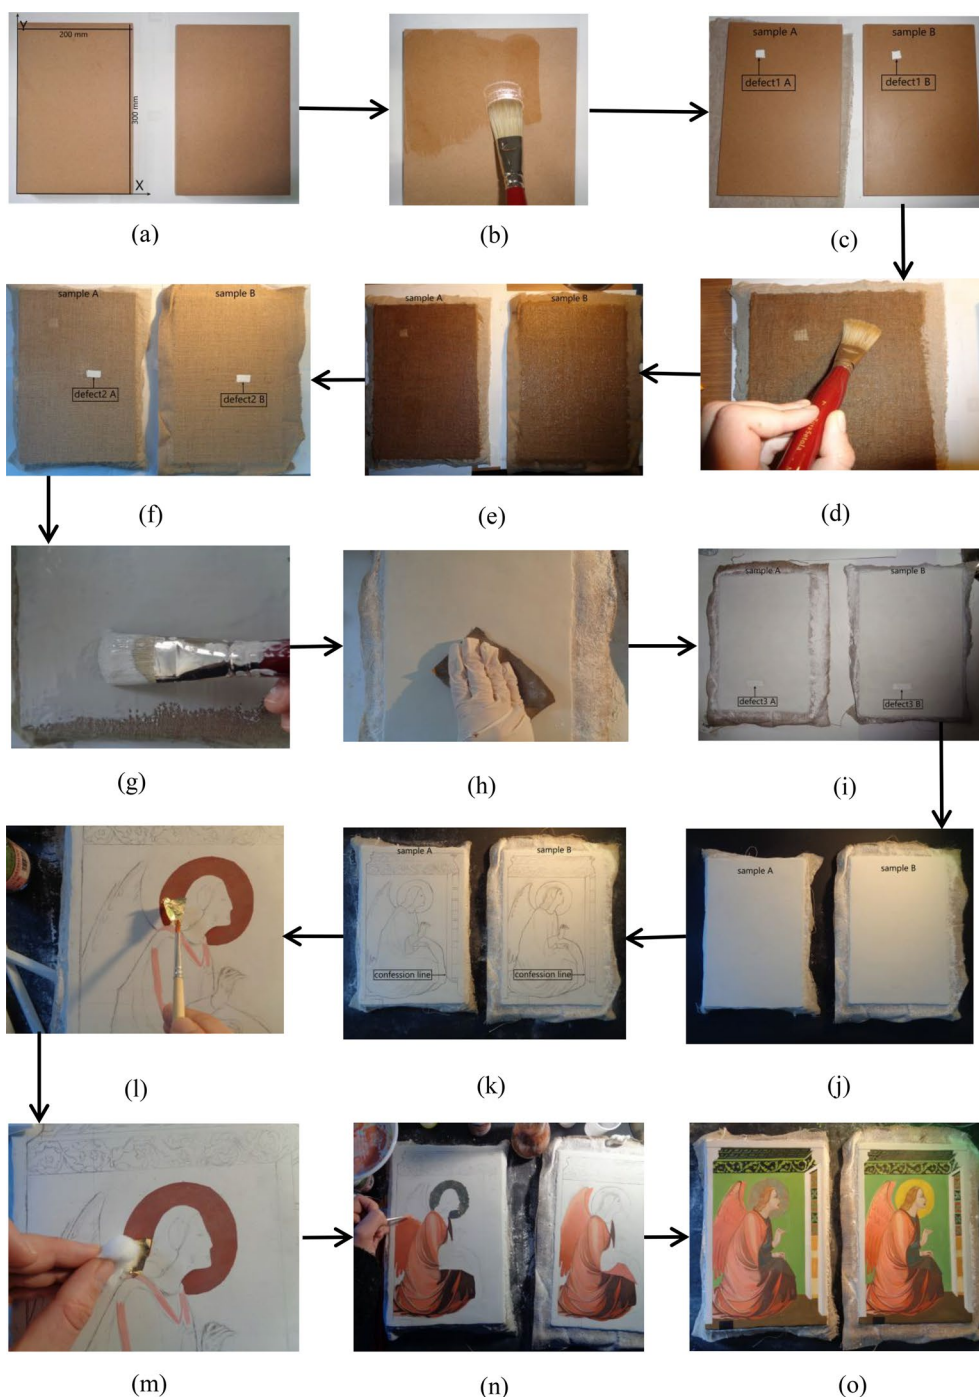 Y
200 mm
300 mm
X
(a)
(b)
sample A
sample B
defect1 A
defect1 B
(c)
sample A
sample B
defect2 A
defect2 B
(f)
sample A
sample B
(e)
(d)
(g)
(h)
sample A
sample B
defect3 A
defect3 B
(i)
(l)
sample A
sample B
confession line
confession line
(k)
sample A
sample B
(j)
(m)
(n)
(o)